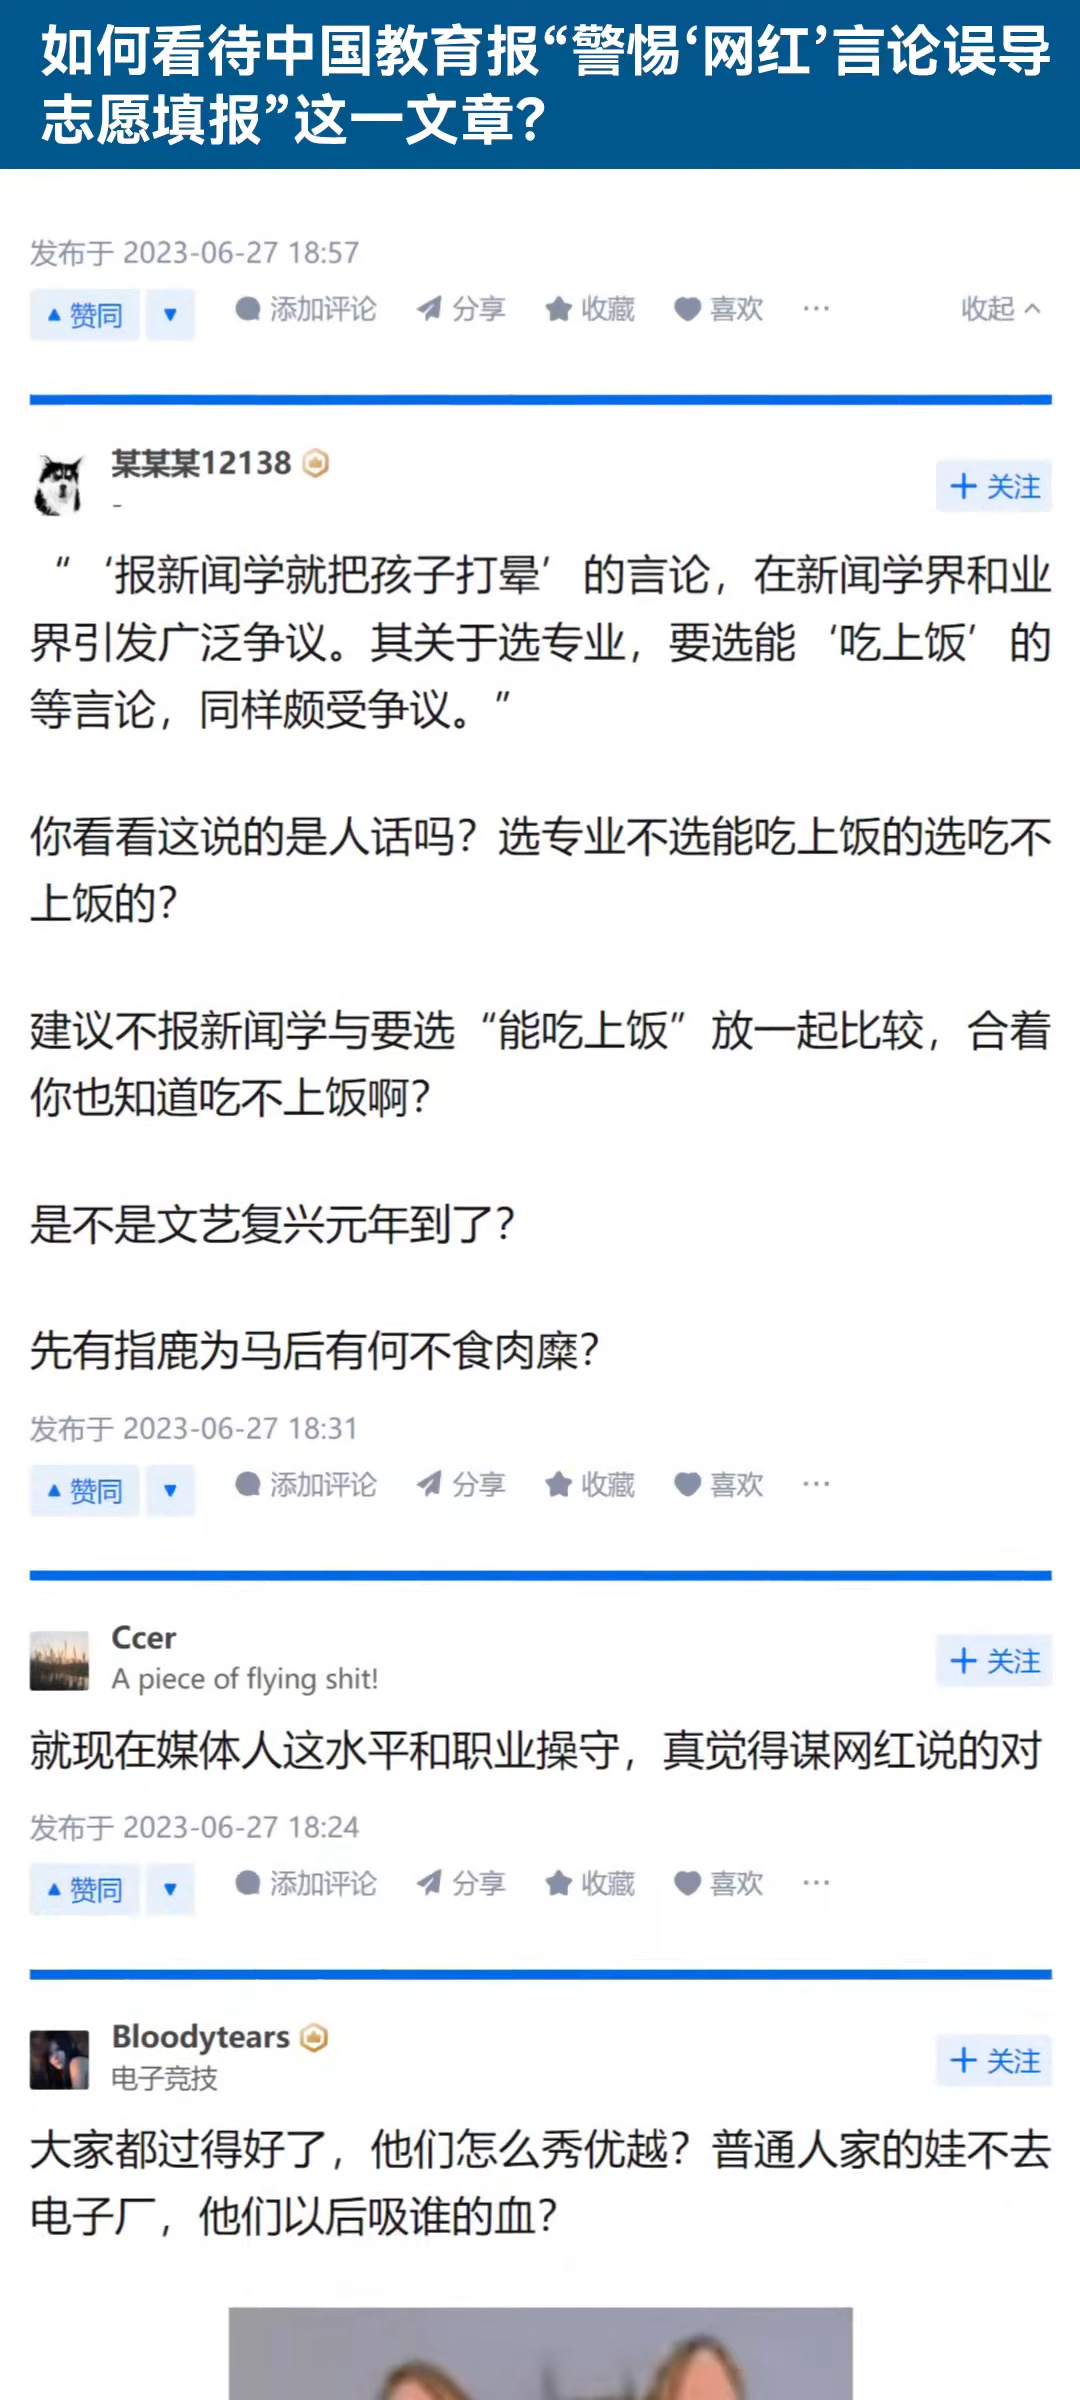 如何看待中国教育报“警惕‘网红’言论误导
志愿填报”这一文章？
发布于 2023-06-27 18:57
▲ 赞同 ▼ 添加评论 分享 收藏 喜欢 ··· 收起
某某某12138
-
+ 关注
“ ‘报新闻学就把孩子打晕’ 的言论，在新闻学界和业
界引发广泛争议。其关于选专业，要选能‘吃上饭’的
等言论，同样颇受争议。”
你看看这说的是人话吗？选专业不选能吃上饭的选吃不
上饭的？
建议不报新闻学与要选“能吃上饭”放一起比较，合着
你也知道吃不上饭啊？
是不是文艺复兴元年到了？
先有指鹿为马后有何不食肉糜？
发布于 2023-06-27 18:31
▲ 赞同 ▼ 添加评论 分享 收藏 喜欢 ···
Ccer
A piece of flying shit!
+ 关注
就现在媒体人这水平和职业操守，真觉得谋网红说的对
发布于 2023-06-27 18:24
▲ 赞同 ▼ 添加评论 分享 收藏 喜欢 ···
Bloodytears
电子竞技
+ 关注
大家都过得好了，他们怎么秀优越？普通人家的娃不去
电子厂，他们以后吸谁的血？